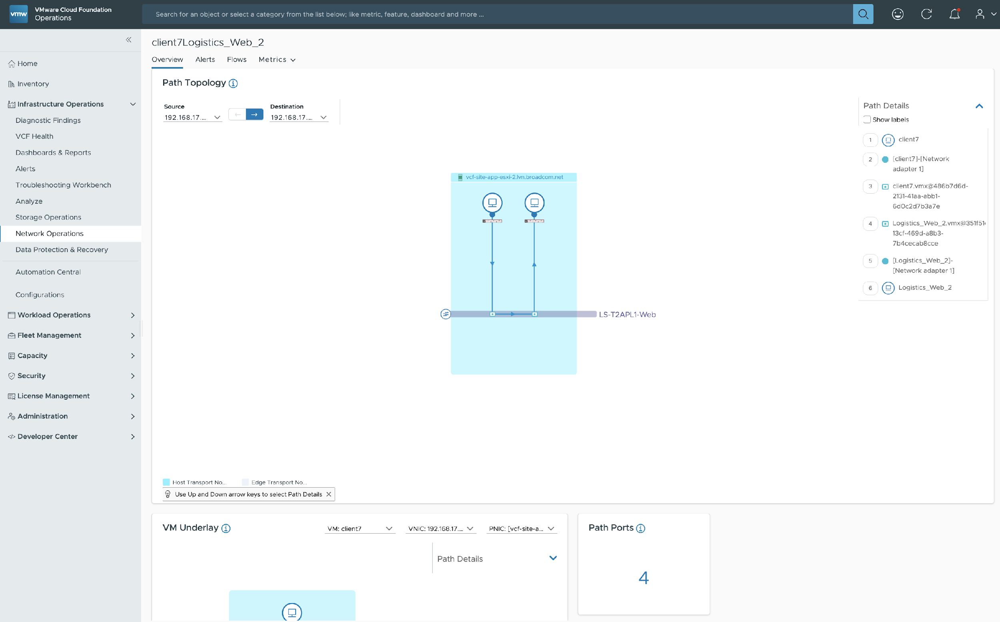 vmw
VMware Cloud Foundation
Operations
Search for an object or select a category from the list below; like metric, feature, dashboard and more ...
Home
Inventory
Infrastructure Operations
Diagnostic Findings
VCF Health
Dashboards & Reports
Alerts
Troubleshooting Workbench
Analyze
Storage Operations
Network Operations
Data Protection & Recovery
Automation Central
Configurations
Workload Operations
Fleet Management
Capacity
Security
License Management
Administration
Developer Center
client7Logistics_Web_2
Overview Alerts Flows Metrics
Path Topology
Source
192.168.17....
Destination
192.168.17....
vcf-site-app-esxi-2.lvn.broadcom.net
LS-T2APL1-Web
Path Details
Show labels
1 client7
2 [client7]-[Network
adapter 1]
3 client7.vmx@486b7d6d-
2131-41aa-abb1-
6d0c2d7b3a7e
4 Logistics_Web_2.vmx@351f51
13cf-469d-a8b3-
7b4cecab8cce
5 [Logistics_Web_2]-
[Network adapter 1]
6 Logistics_Web_2
Host Transport No... Edge Transport No...
Use Up and Down arrow keys to select Path Details
VM Underlay
VM: client7 VNIC: 192.168.17.... PNIC: [vcf-site-a...
Path Details
Path Ports
4